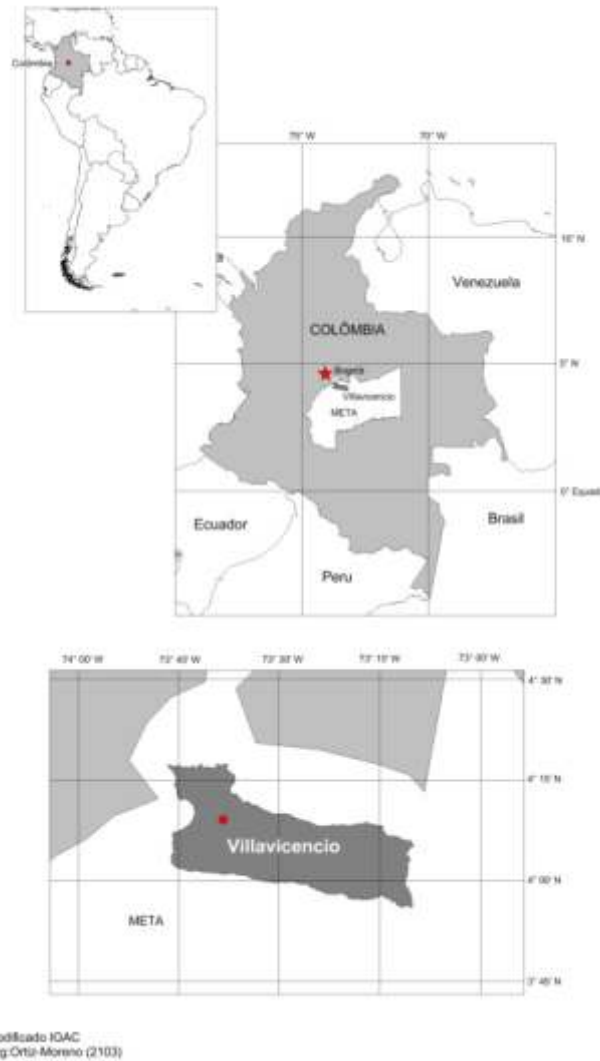 Colômbia
75° W 70° W
10° N
Venezuela
COLÔMBIA
5° N
Bogotá
Villavicencio
META
0° Equad
Ecuador
Brasil
Peru
74° 00' W 73° 45' W 73° 30' W 73° 15' W 73° 00' W
4° 30' N
4° 15' N
Villavicencio
4° 00' N
META
3° 45' N
odificado IGAC
g:Ortiz-Moreno (2103)